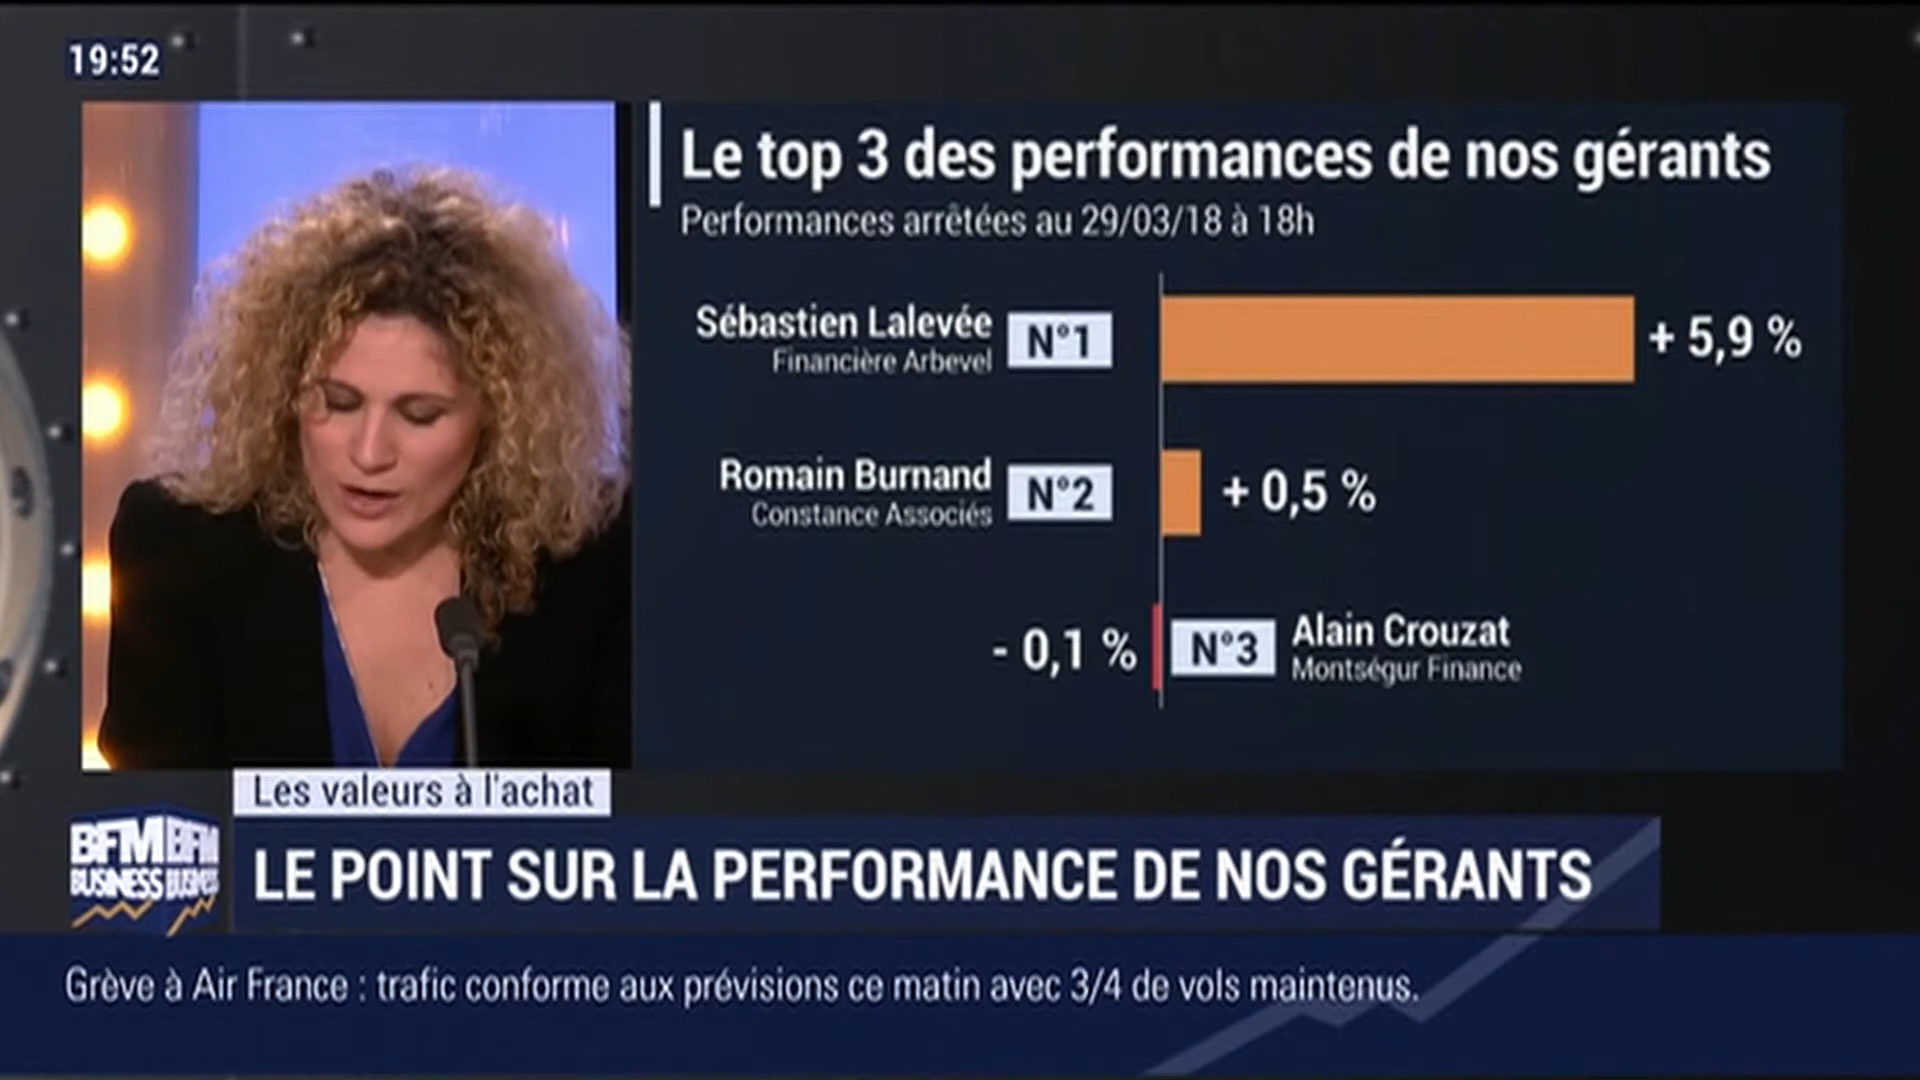 19:52
Le top 3 des performances de nos gérants
Performances arrêtées au 29/03/18 à 18h
Sébastien Lalevée
Financière Arbevel
N°1
+ 5,9 %
Romain Burnand
Constance Associés
N°2
+ 0,5 %
- 0,1 %
N°3
Alain Crouzat
Montségur Finance
Les valeurs à l'achat
BFM BFM
BUSINESS BUSINESS
LE POINT SUR LA PERFORMANCE DE NOS GÉRANTS
Grève à Air France : trafic conforme aux prévisions ce matin avec 3/4 de vols maintenus.